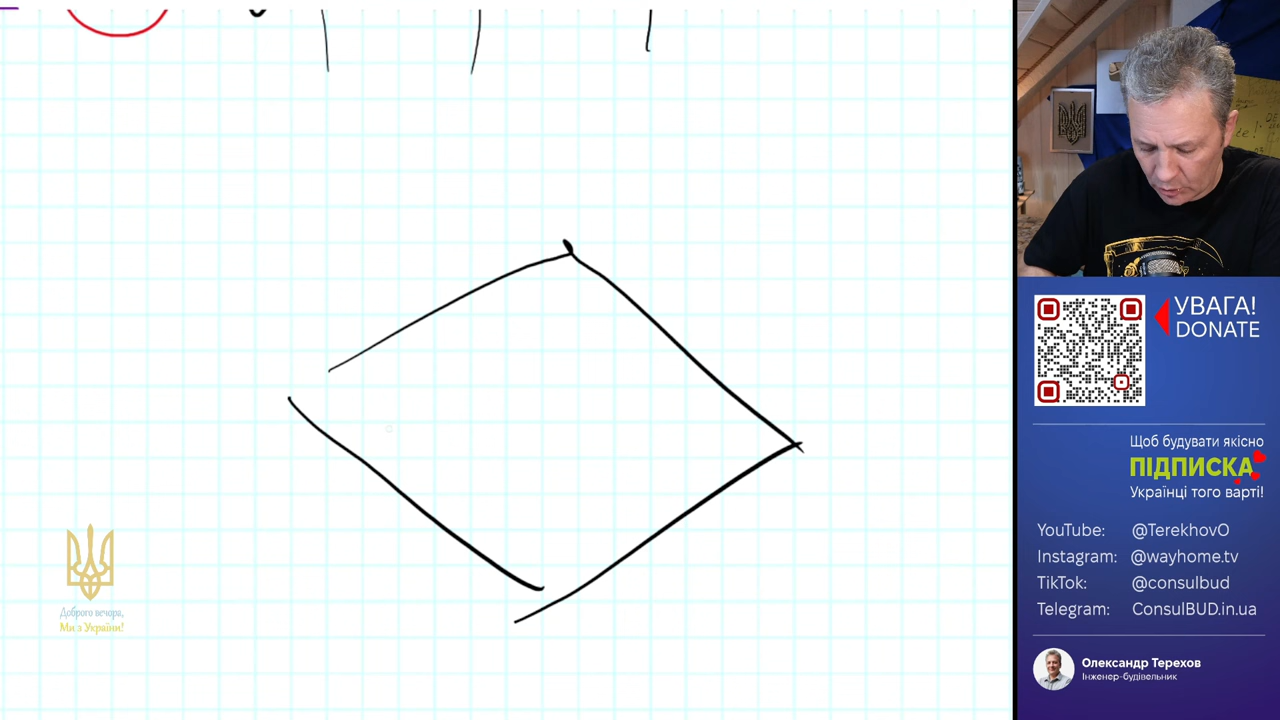 УВАГА!
DONATE
Щоб будувати якісно
ПІДПИСКА
Українці того варті!
YouTube: @TerekhovO
Instagram: @wayhome.tv
TikTok: @consulbud
Telegram: ConsulBUD.in.ua
Олександр Терехов
Інженер-будівельник
Доброго вечора,
Ми з України!